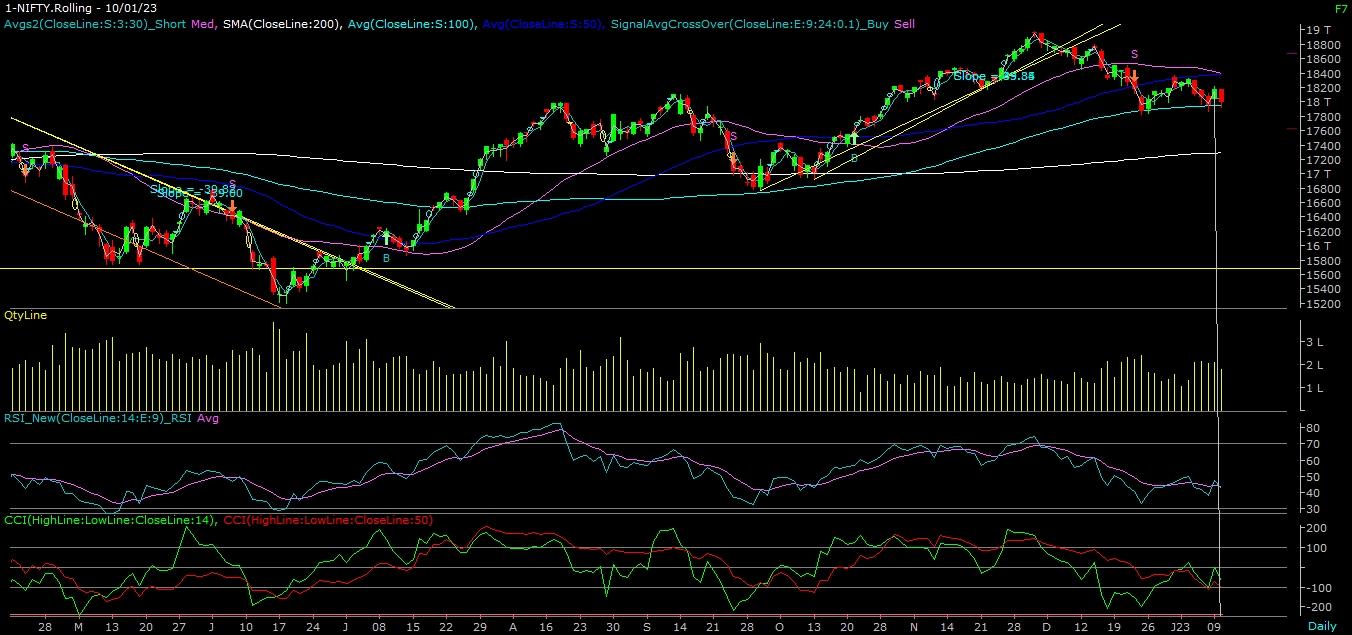 1-NIFTY.Rolling - 10/01/23
F7
Avgs2(CloseLine:S:3:30)_Short Med, SMA(CloseLine:200), Avg(CloseLine:S:100), Avg(CloseLine:S:50), SignalAvgCrossOver(CloseLine:E:9:24:0.1)_Buy Sell
19 T
18800
18600
18400
18200
18 T
17800
17600
17400
17200
17 T
16800
16600
16400
16200
16 T
15800
15600
15400
15200
S
S
S
S
B
B
QtyLine
3 L
2 L
1 L
RSI_New(CloseLine:14:E:9)_RSI Avg
80
70
60
50
40
30
CCI(HighLine:LowLine:CloseLine:14), CCI(HighLine:LowLine:CloseLine:50)
200
100
-100
-200
28 M 13 20 27 J 10 17 24 J 08 15 22 29 A 16 23 30 S 14 21 28 O 13 20 28 N 14 21 28 D 12 19 26 J23 09
Daily